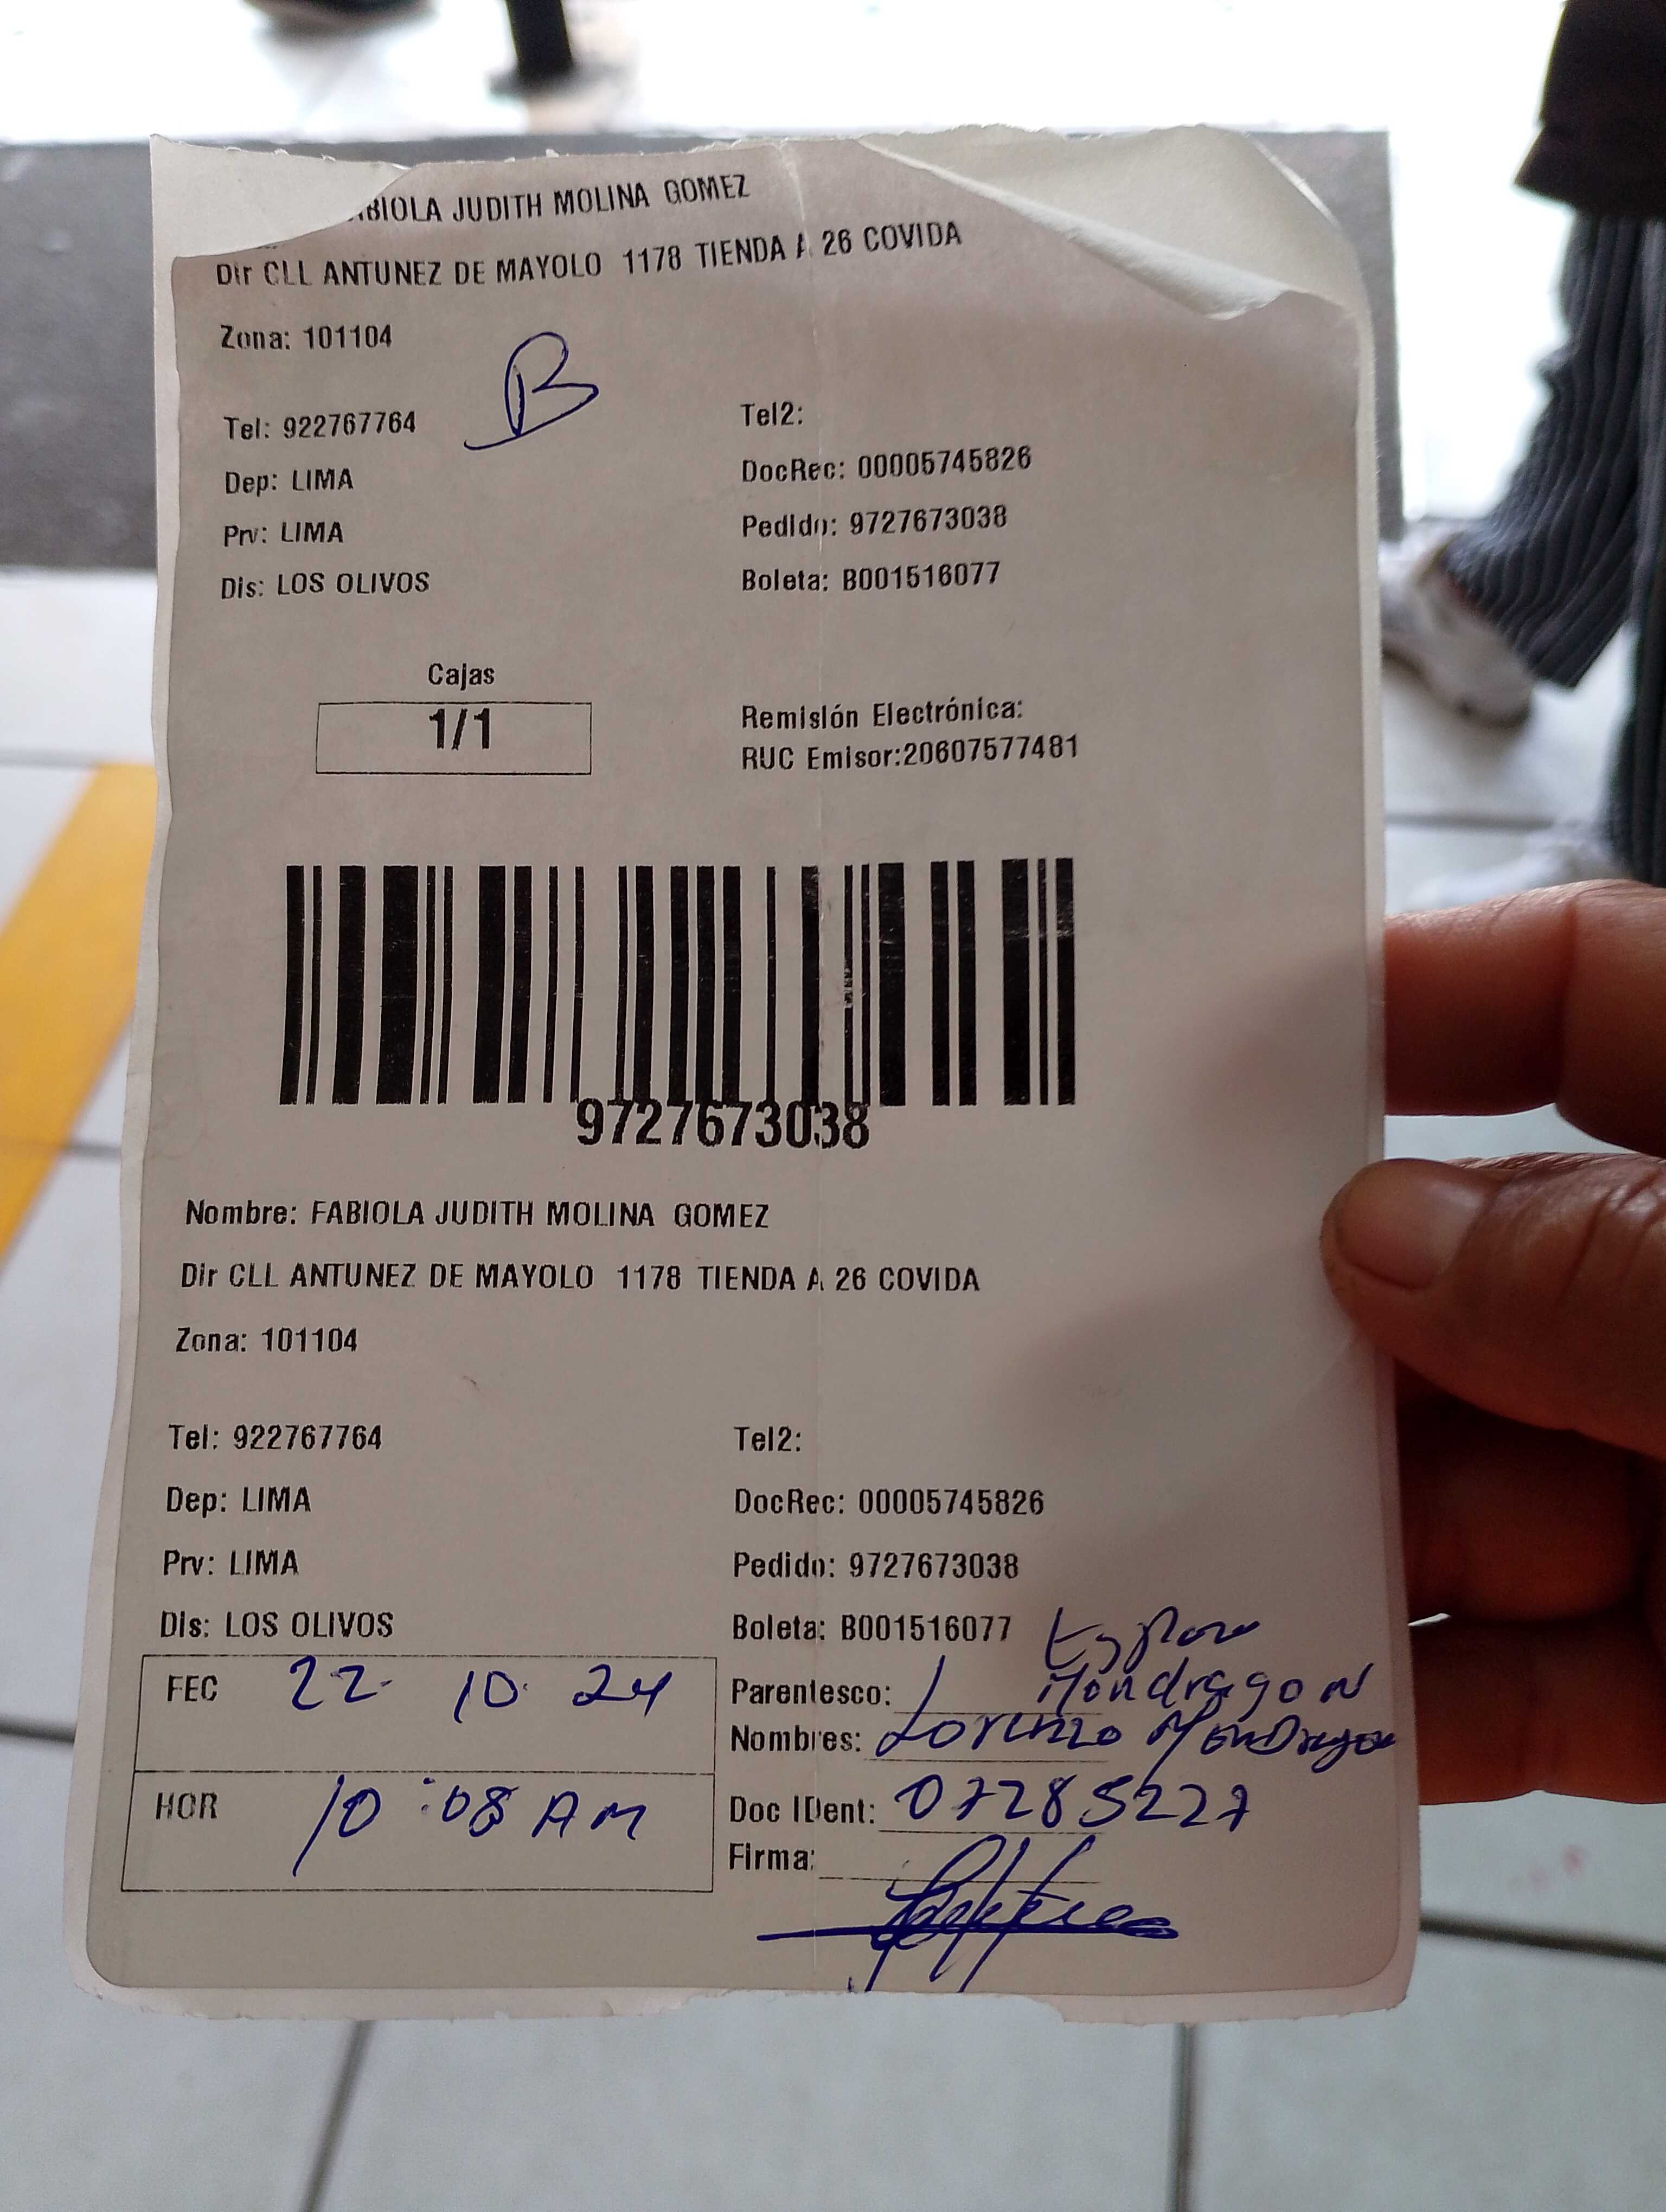 FABIOLA JUDITH MOLINA GOMEZ
Dir CLL ANTUNEZ DE MAYOLO 1178 TIENDA A 26 COVIDA
Zona: 101104
B
Tel: 922767764 Tel2:
Dep: LIMA DocRec: 00005745826
Prv: LIMA Pedido: 9727673038
Dis: LOS OLIVOS Boleta: B001516077
Cajas
1/1
Remisión Electrónica:
RUC Emisor:20607577481
9727673038
Nombre: FABIOLA JUDITH MOLINA GOMEZ
Dir CLL ANTUNEZ DE MAYOLO 1178 TIENDA A 26 COVIDA
Zona: 101104
Tel: 922767764 Tel2:
Dep: LIMA DocRec: 00005745826
Prv: LIMA Pedido: 9727673038
Dis: LOS OLIVOS Boleta: B001516077
FEC 22. 10. 24 Parentesco: Mondragon
Nombres: Lorenzo Mondragon
HOR 10:08 AM Doc IDent: 07285227
Firma: